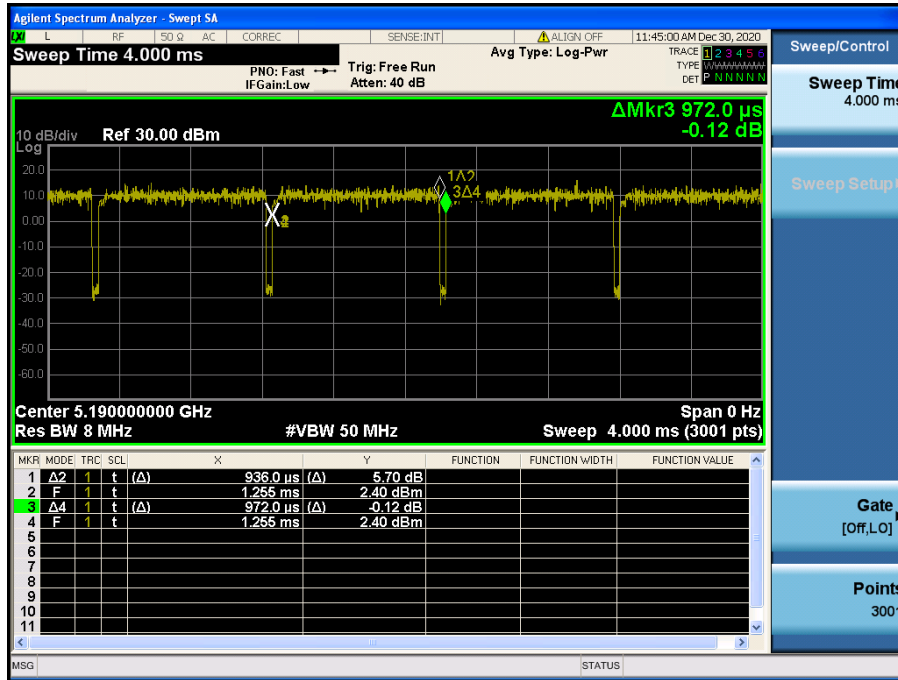 Agilent Spectrum Analyzer - Swept SA
LXI L RF 50 Ω AC CORREC SENSE:INT ALIGN OFF 11:45:00 AM Dec 30, 2020
Sweep Time 4.000 ms
PNO: Fast
IFGain:Low
Trig: Free Run
Atten: 40 dB
Avg Type: Log-Pwr
TRACE 1 2 3 4 5 6
TYPE
DET P N N N N N
ΔMkr3 972.0 µs
-0.12 dB
10 dB/div Ref 30.00 dBm
Log
20.0
10.0
0.00
-10.0
-20.0
-30.0
-40.0
-50.0
-60.0
1Δ2
3Δ4
Center 5.190000000 GHz Span 0 Hz
Res BW 8 MHz #VBW 50 MHz Sweep 4.000 ms (3001 pts)
MKR MODE TRC SCL X Y FUNCTION FUNCTION WIDTH FUNCTION VALUE
1 Δ2 1 t (Δ) 936.0 µs (Δ) 5.70 dB
2 F 1 t 1.255 ms 2.40 dBm
3 Δ4 1 t (Δ) 972.0 µs (Δ) -0.12 dB
4 F 1 t 1.255 ms 2.40 dBm
5
6
7
8
9
10
11
MSG STATUS
Sweep/Control
Sweep Time
4.000 ms
Sweep Setup
Gate
[Off,LO]
Points
3001